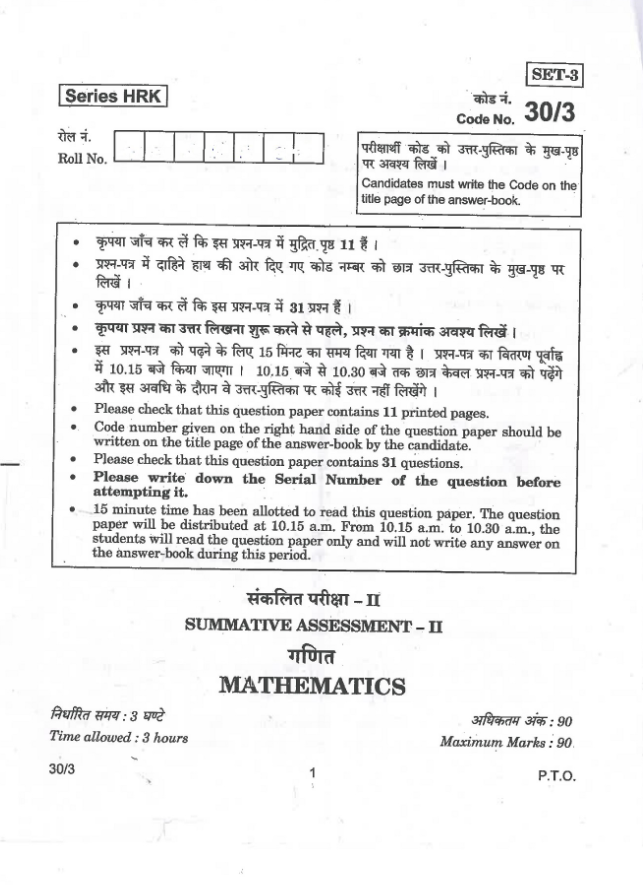 SET-3
Series HRK
कोड नं. 30/3
Code No.
रोल नं.
Roll No.
परीक्षार्थी कोड को उत्तर-पुस्तिका के मुख-पृष्ठ
पर अवश्य लिखें ।
Candidates must write the Code on the
title page of the answer-book.
• कृपया जाँच कर लें कि इस प्रश्न-पत्र में मुद्रित पृष्ठ 11 हैं ।
• प्रश्न-पत्र में दाहिने हाथ की ओर दिए गए कोड नम्बर को छात्र उत्तर-पुस्तिका के मुख-पृष्ठ पर
लिखें ।
• कृपया जाँच कर लें कि इस प्रश्न-पत्र में 31 प्रश्न हैं ।
• कृपया प्रश्न का उत्तर लिखना शुरू करने से पहले, प्रश्न का क्रमांक अवश्य लिखें ।
• इस प्रश्न-पत्र को पढ़ने के लिए 15 मिनट का समय दिया गया है । प्रश्न-पत्र का वितरण पूर्वाह्न
में 10.15 बजे किया जाएगा । 10.15 बजे से 10.30 बजे तक छात्र केवल प्रश्न-पत्र को पढ़ेंगे
और इस अवधि के दौरान वे उत्तर-पुस्तिका पर कोई उत्तर नहीं लिखेंगे ।
• Please check that this question paper contains 11 printed pages.
• Code number given on the right hand side of the question paper should be
written on the title page of the answer-book by the candidate.
• Please check that this question paper contains 31 questions.
• Please write down the Serial Number of the question before
attempting it.
• 15 minute time has been allotted to read this question paper. The question
paper will be distributed at 10.15 a.m. From 10.15 a.m. to 10.30 a.m., the
students will read the question paper only and will not write any answer on
the answer-book during this period.
संकलित परीक्षा – II
SUMMATIVE ASSESSMENT – II
गणित
MATHEMATICS
निर्धारित समय : 3 घण्टे
अधिकतम अंक : 90
Time allowed : 3 hours
Maximum Marks : 90
30/3
1
P.T.O.